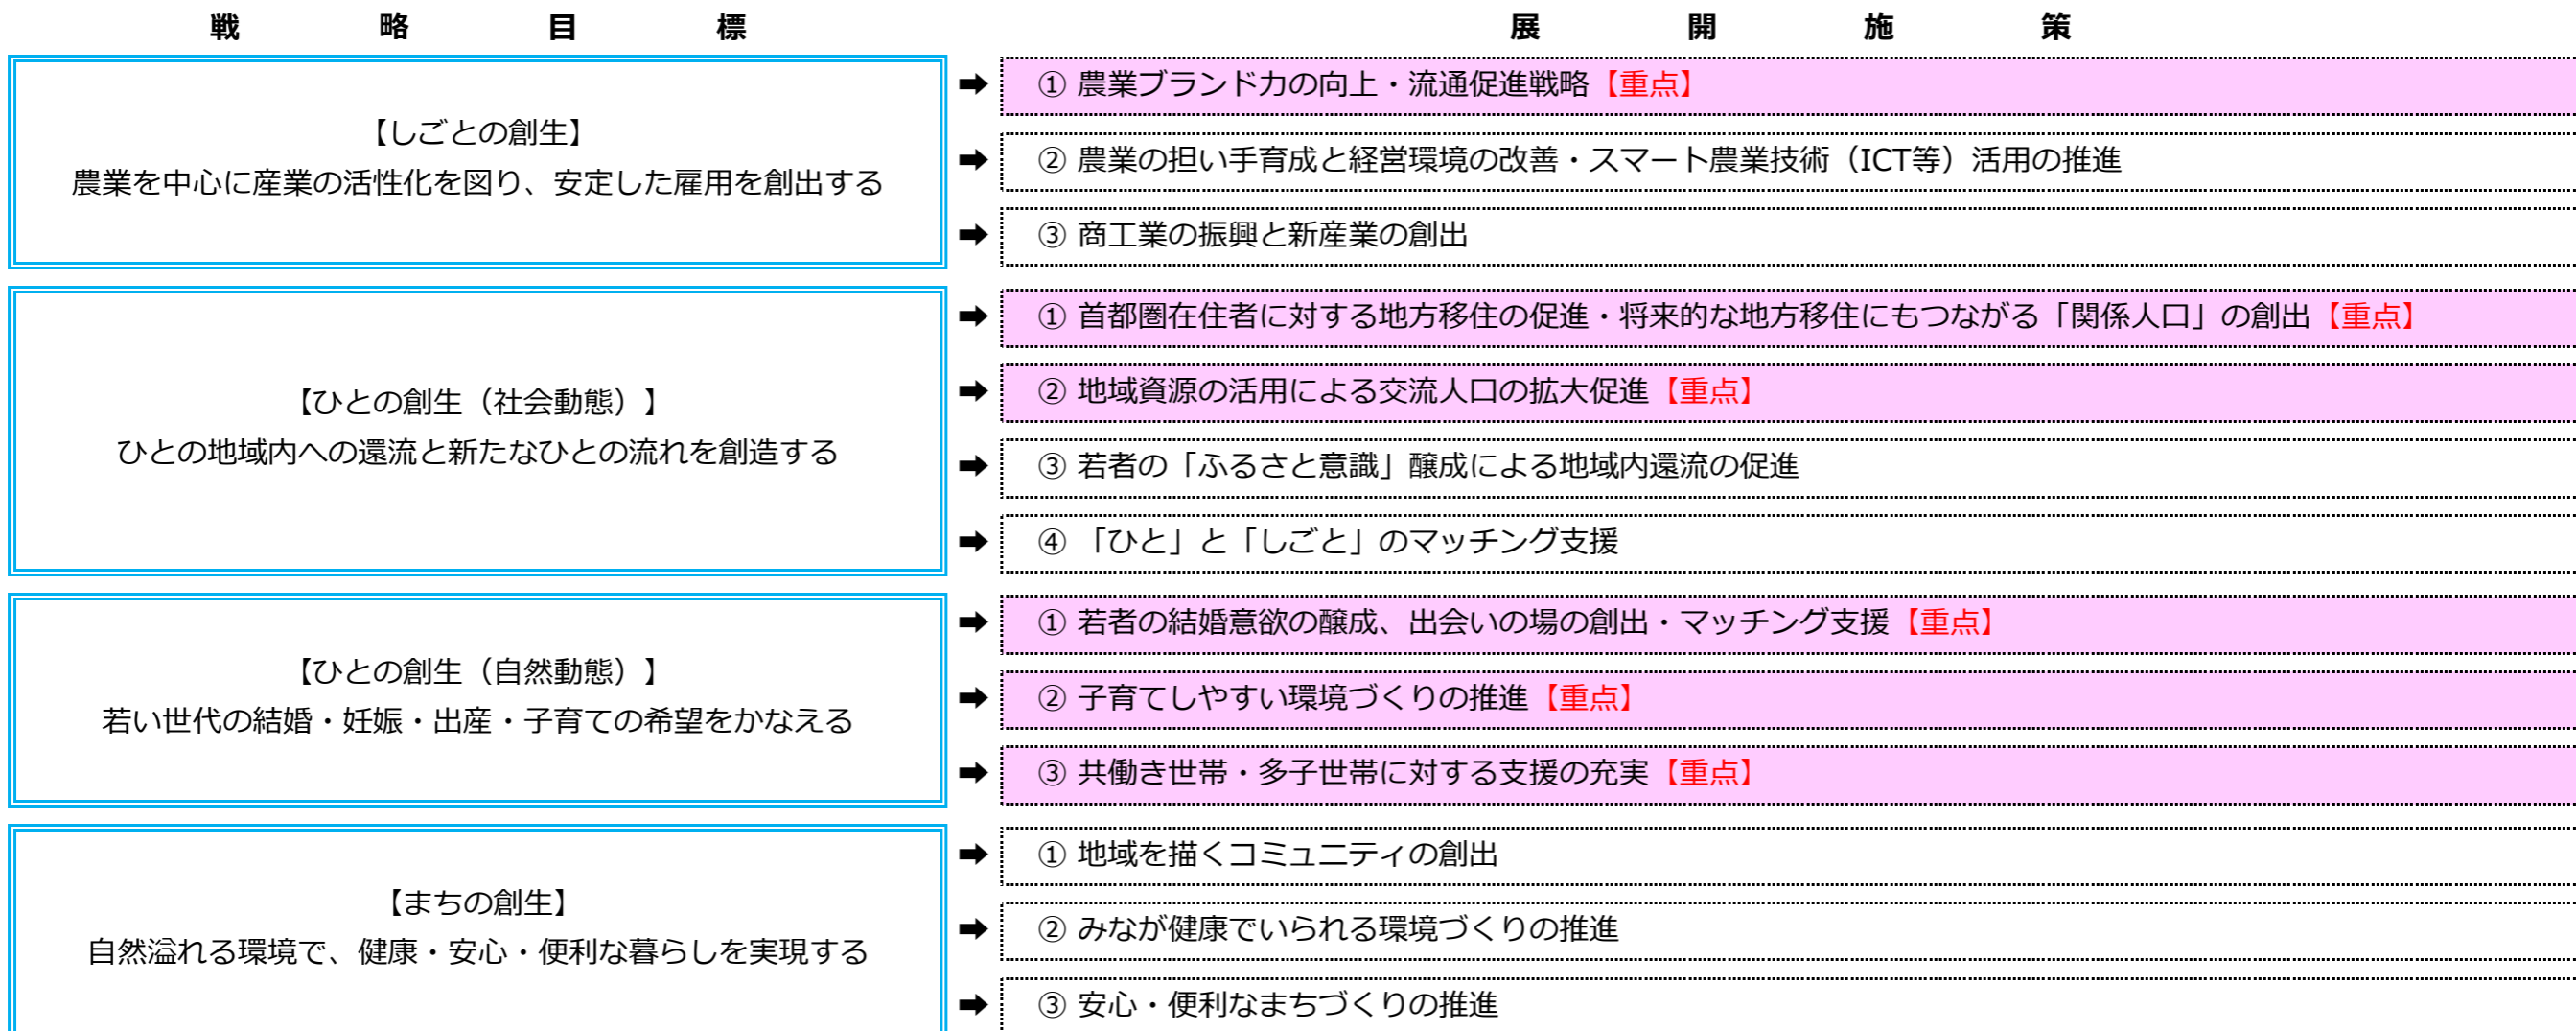 戦略目標
展開施策
【しごとの創生】
農業を中心に産業の活性化を図り、安定した雇用を創出する
➡ ① 農業ブランド力の向上・流通促進戦略【重点】
➡ ② 農業の担い手育成と経営環境の改善・スマート農業技術（ICT等）活用の推進
➡ ③ 商工業の振興と新産業の創出
【ひとの創生（社会動態）】
ひとの地域内への還流と新たなひとの流れを創造する
➡ ① 首都圏在住者に対する地方移住の促進・将来的な地方移住にもつながる「関係人口」の創出【重点】
➡ ② 地域資源の活用による交流人口の拡大促進【重点】
➡ ③ 若者の「ふるさと意識」醸成による地域内還流の促進
➡ ④ 「ひと」と「しごと」のマッチング支援
【ひとの創生（自然動態）】
若い世代の結婚・妊娠・出産・子育ての希望をかなえる
➡ ① 若者の結婚意欲の醸成、出会いの場の創出・マッチング支援【重点】
➡ ② 子育てしやすい環境づくりの推進【重点】
➡ ③ 共働き世帯・多子世帯に対する支援の充実【重点】
【まちの創生】
自然溢れる環境で、健康・安心・便利な暮らしを実現する
➡ ① 地域を描くコミュニティの創出
➡ ② みなが健康でいられる環境づくりの推進
➡ ③ 安心・便利なまちづくりの推進